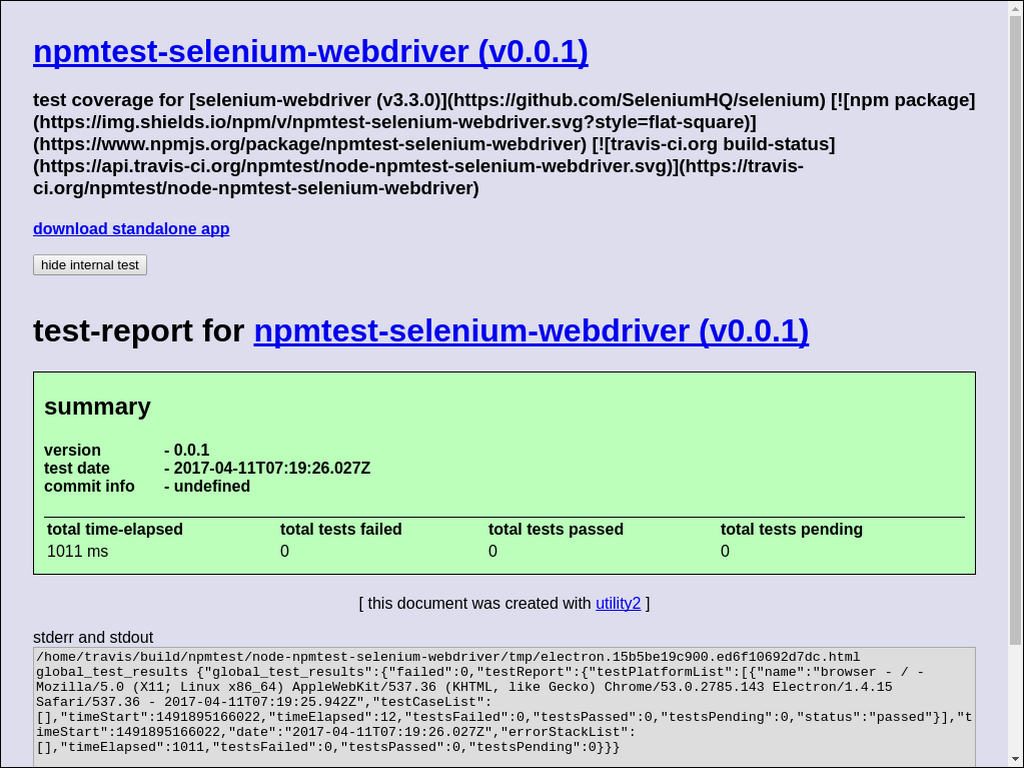 npmtest-selenium-webdriver (v0.0.1)
test coverage for [selenium-webdriver (v3.3.0)](https://github.com/SeleniumHQ/selenium) [![npm package]
(https://img.shields.io/npm/v/npmtest-selenium-webdriver.svg?style=flat-square)]
(https://www.npmjs.org/package/npmtest-selenium-webdriver) [![travis-ci.org build-status]
(https://api.travis-ci.org/npmtest/node-npmtest-selenium-webdriver.svg)](https://travis-
ci.org/npmtest/node-npmtest-selenium-webdriver)
download standalone app
hide internal test
test-report for npmtest-selenium-webdriver (v0.0.1)
summary
version - 0.0.1
test date - 2017-04-11T07:19:26.027Z
commit info - undefined
total time-elapsed total tests failed total tests passed total tests pending
1011 ms 0 0 0
[ this document was created with utility2 ]
stderr and stdout
/home/travis/build/npmtest/node-npmtest-selenium-webdriver/tmp/electron.15b5be19c900.ed6f10692d7dc.html
global_test_results {"global_test_results":{"failed":0,"testReport":{"testPlatformList":[{"name":"browser - / -
Mozilla/5.0 (X11; Linux x86_64) AppleWebKit/537.36 (KHTML, like Gecko) Chrome/53.0.2785.143 Electron/1.4.15
Safari/537.36 - 2017-04-11T07:19:25.942Z","testCaseList":
[],"timeStart":1491895166022,"timeElapsed":12,"testsFailed":0,"testsPassed":0,"testsPending":0,"status":"passed"}],"t
imeStart":1491895166022,"date":"2017-04-11T07:19:26.027Z","errorStackList":
[],"timeElapsed":1011,"testsFailed":0,"testsPassed":0,"testsPending":0}}}